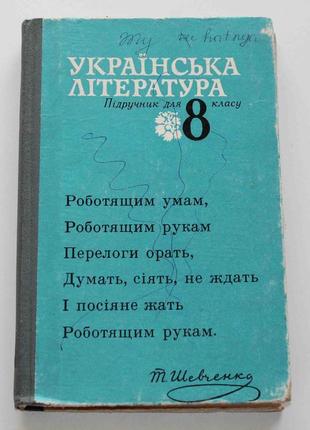 УКРАЇНСЬКА
ЛІТЕРАТУРА
Підручник для 8 класу
Роботящим умам,
Роботящим рукам
Перелоги орать,
Думать, сіять, не ждать
І посіяне жать
Роботящим рукам.
Т. Шевченко